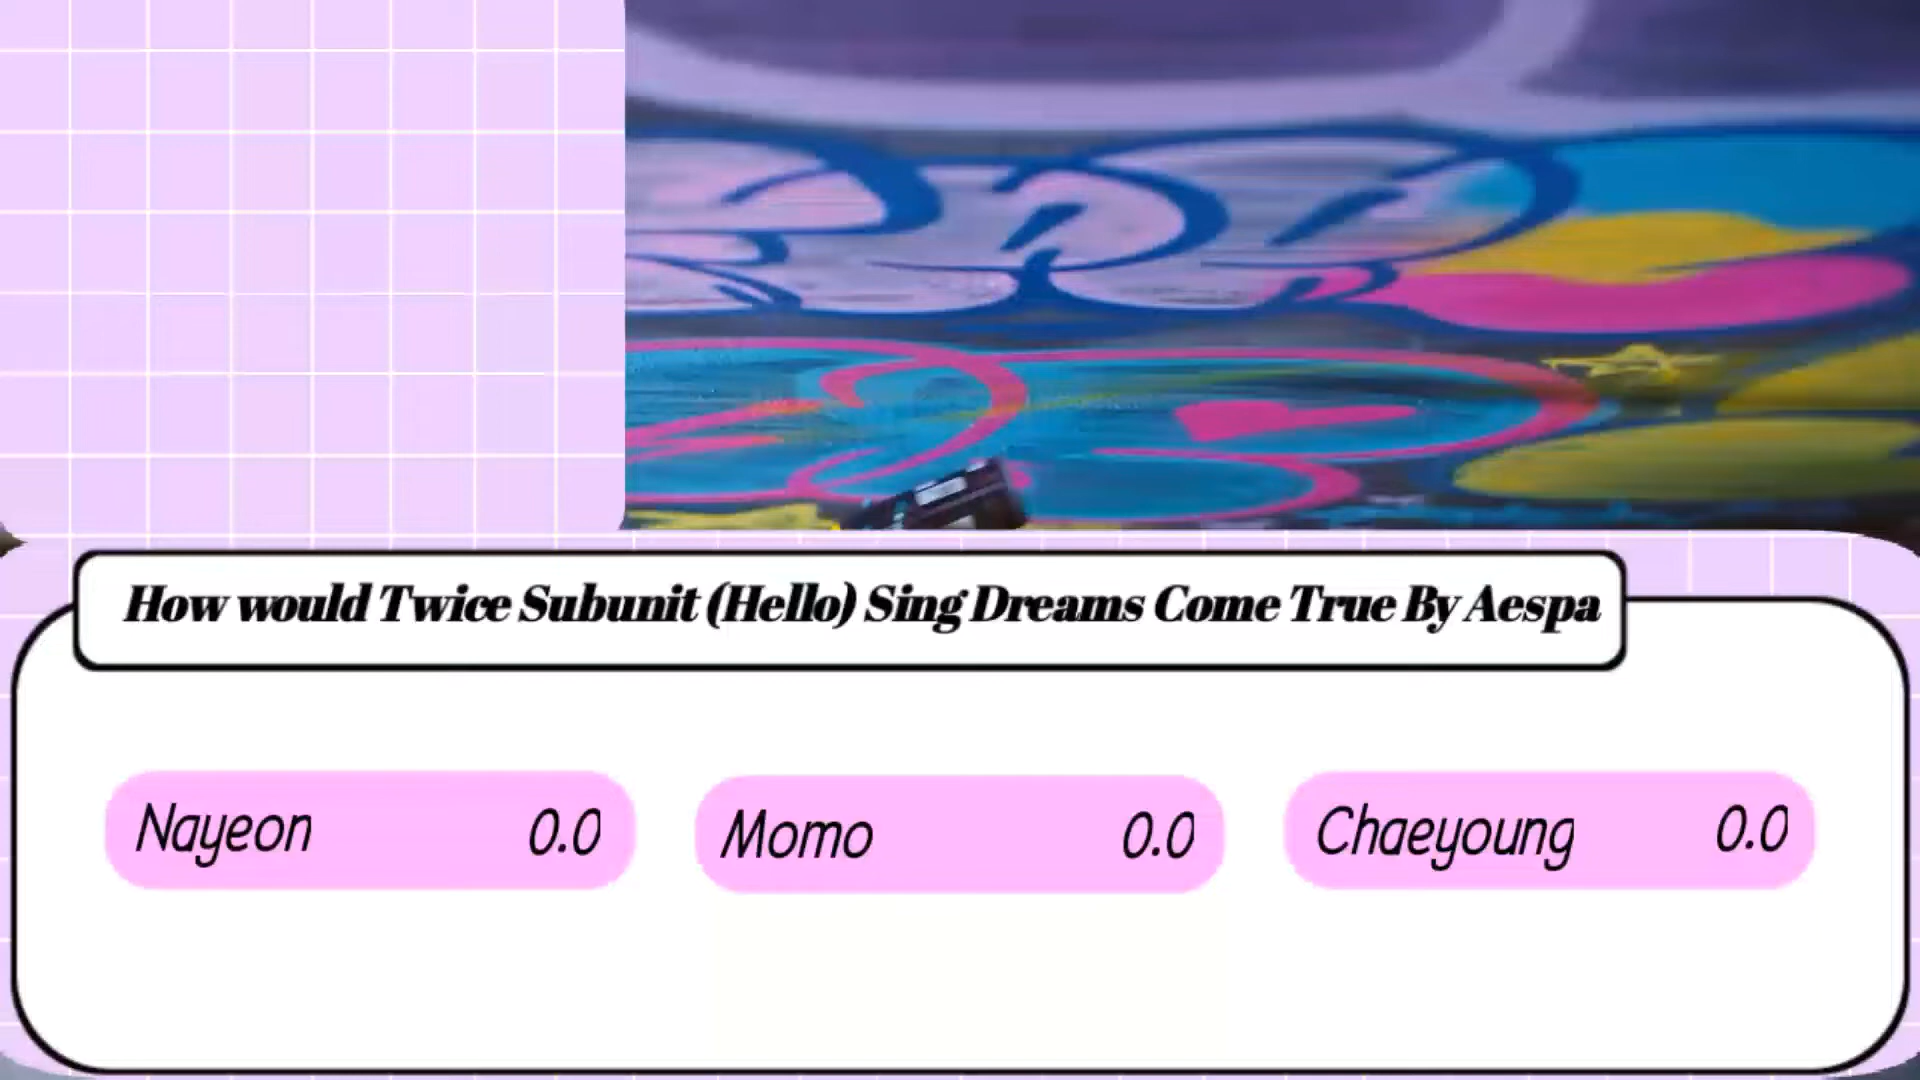 How would Twice Subunit (Hello) Sing Dreams Come True By Aespa
Nayeon 0.0
Momo 0.0
Chaeyoung 0.0